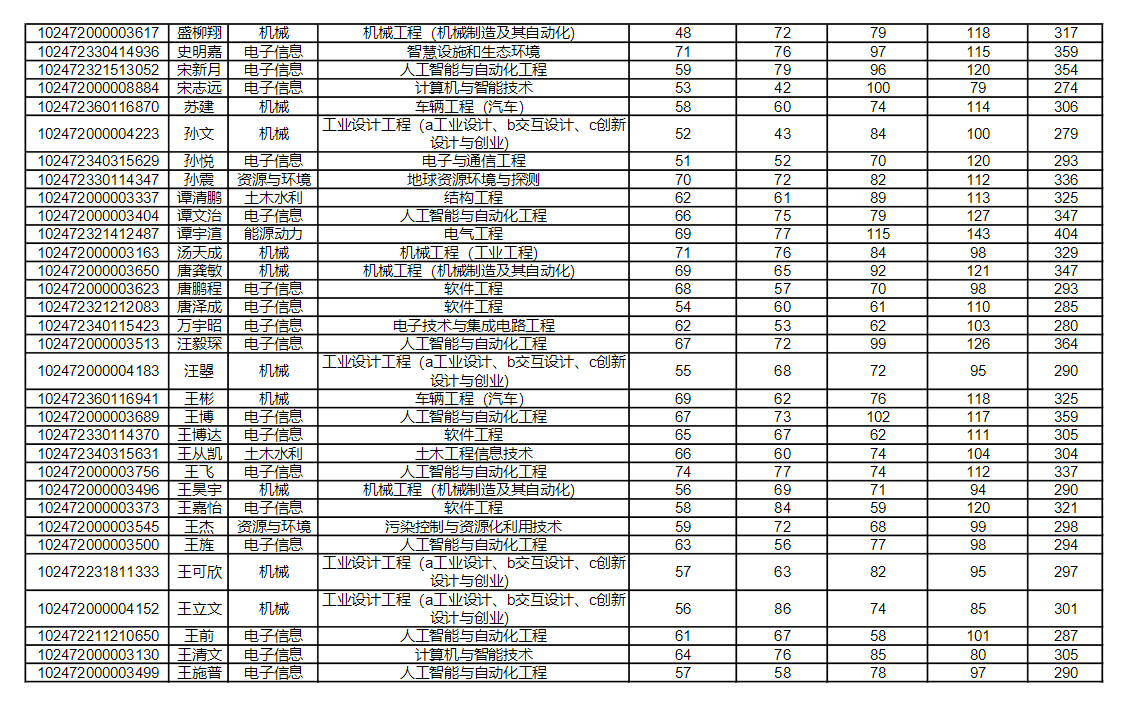 102472000003617 盛柳翔 机械 机械工程（机械制造及其自动化） 48 72 79 118 317
102472330414936 史明嘉 电子信息 智慧设施和生态环境 71 76 97 115 359
102472321513052 宋新月 电子信息 人工智能与自动化工程 59 79 96 120 354
102472000008884 宋志远 电子信息 计算机与智能技术 53 42 100 79 274
102472360116870 苏建 机械 车辆工程（汽车） 58 60 74 114 306
102472000004223 孙文 机械 工业设计工程（a工业设计、b交互设计、c创新 52 43 84 100 279
设计与创业）
102472340315629 孙悦 电子信息 电子与通信工程 51 52 70 120 293
102472330114347 孙震 资源与环境 地球资源环境与探测 70 72 82 112 336
102472000003337 谭清鹏 土木水利 结构工程 62 61 89 113 325
102472000003404 谭文治 电子信息 人工智能与自动化工程 66 75 79 127 347
102472321412487 谭宇渲 能源动力 电气工程 69 77 115 143 404
102472000003163 汤天成 机械 机械工程（工业工程） 71 76 84 98 329
102472000003650 唐龚敏 机械 机械工程（机械制造及其自动化） 69 65 92 121 347
102472000003623 唐鹏程 电子信息 软件工程 68 57 70 98 293
102472321212083 唐泽成 电子信息 软件工程 54 60 61 110 285
102472340115423 万宇昭 电子信息 电子技术与集成电路工程 62 53 62 103 280
102472000003513 汪毅琛 电子信息 人工智能与自动化工程 67 72 99 126 364
102472000004183 汪曌 机械 工业设计工程（a工业设计、b交互设计、c创新 55 68 72 95 290
设计与创业）
102472360116941 王彬 机械 车辆工程（汽车） 69 62 76 118 325
102472000003689 王博 电子信息 人工智能与自动化工程 67 73 102 117 359
102472330114370 王博达 电子信息 软件工程 65 67 62 111 305
102472340315631 王从凯 土木水利 土木工程信息技术 66 60 74 104 304
102472000003756 王飞 电子信息 人工智能与自动化工程 74 77 74 112 337
102472000003496 王昊宇 机械 机械工程（机械制造及其自动化） 56 69 71 94 290
102472000003373 王嘉怡 电子信息 软件工程 58 84 59 120 321
102472000003545 王杰 资源与环境 污染控制与资源化利用技术 59 72 68 99 298
102472000003500 王旌 电子信息 人工智能与自动化工程 63 56 77 98 294
102472231811333 王可欣 机械 工业设计工程（a工业设计、b交互设计、c创新 57 63 82 95 297
设计与创业）
102472000004152 王立文 机械 工业设计工程（a工业设计、b交互设计、c创新 56 86 74 85 301
设计与创业）
102472211210650 王前 电子信息 人工智能与自动化工程 61 67 58 101 287
102472000003130 王清文 电子信息 计算机与智能技术 64 76 85 80 305
102472000003499 王施普 电子信息 人工智能与自动化工程 57 58 78 97 290